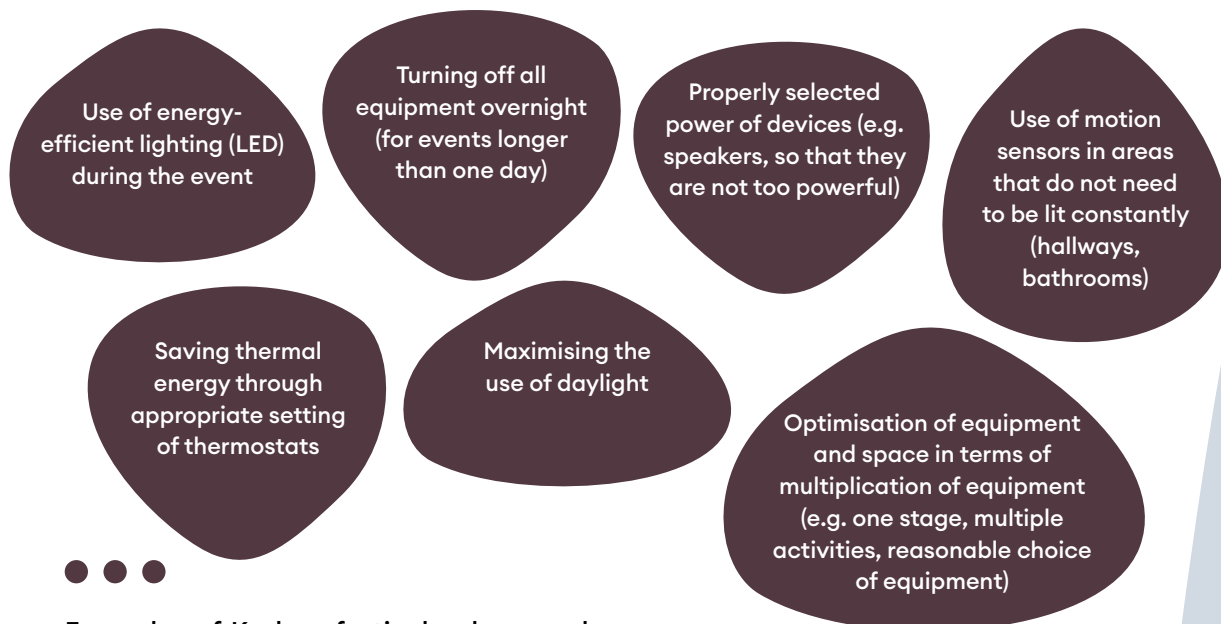 Use of energy-
efficient lighting (LED)
during the event
Turning off all
equipment overnight
(for events longer
than one day)
Properly selected
power of devices (e.g.
speakers, so that they
are not too powerful)
Use of motion
sensors in areas
that do not need
to be lit constantly
(hallways,
bathrooms)
Saving thermal
energy through
appropriate setting
of thermostats
Maximising the
use of daylight
Optimisation of equipment
and space in terms of
multiplication of equipment
(e.g. one stage, multiple
activities, reasonable choice
of equipment)